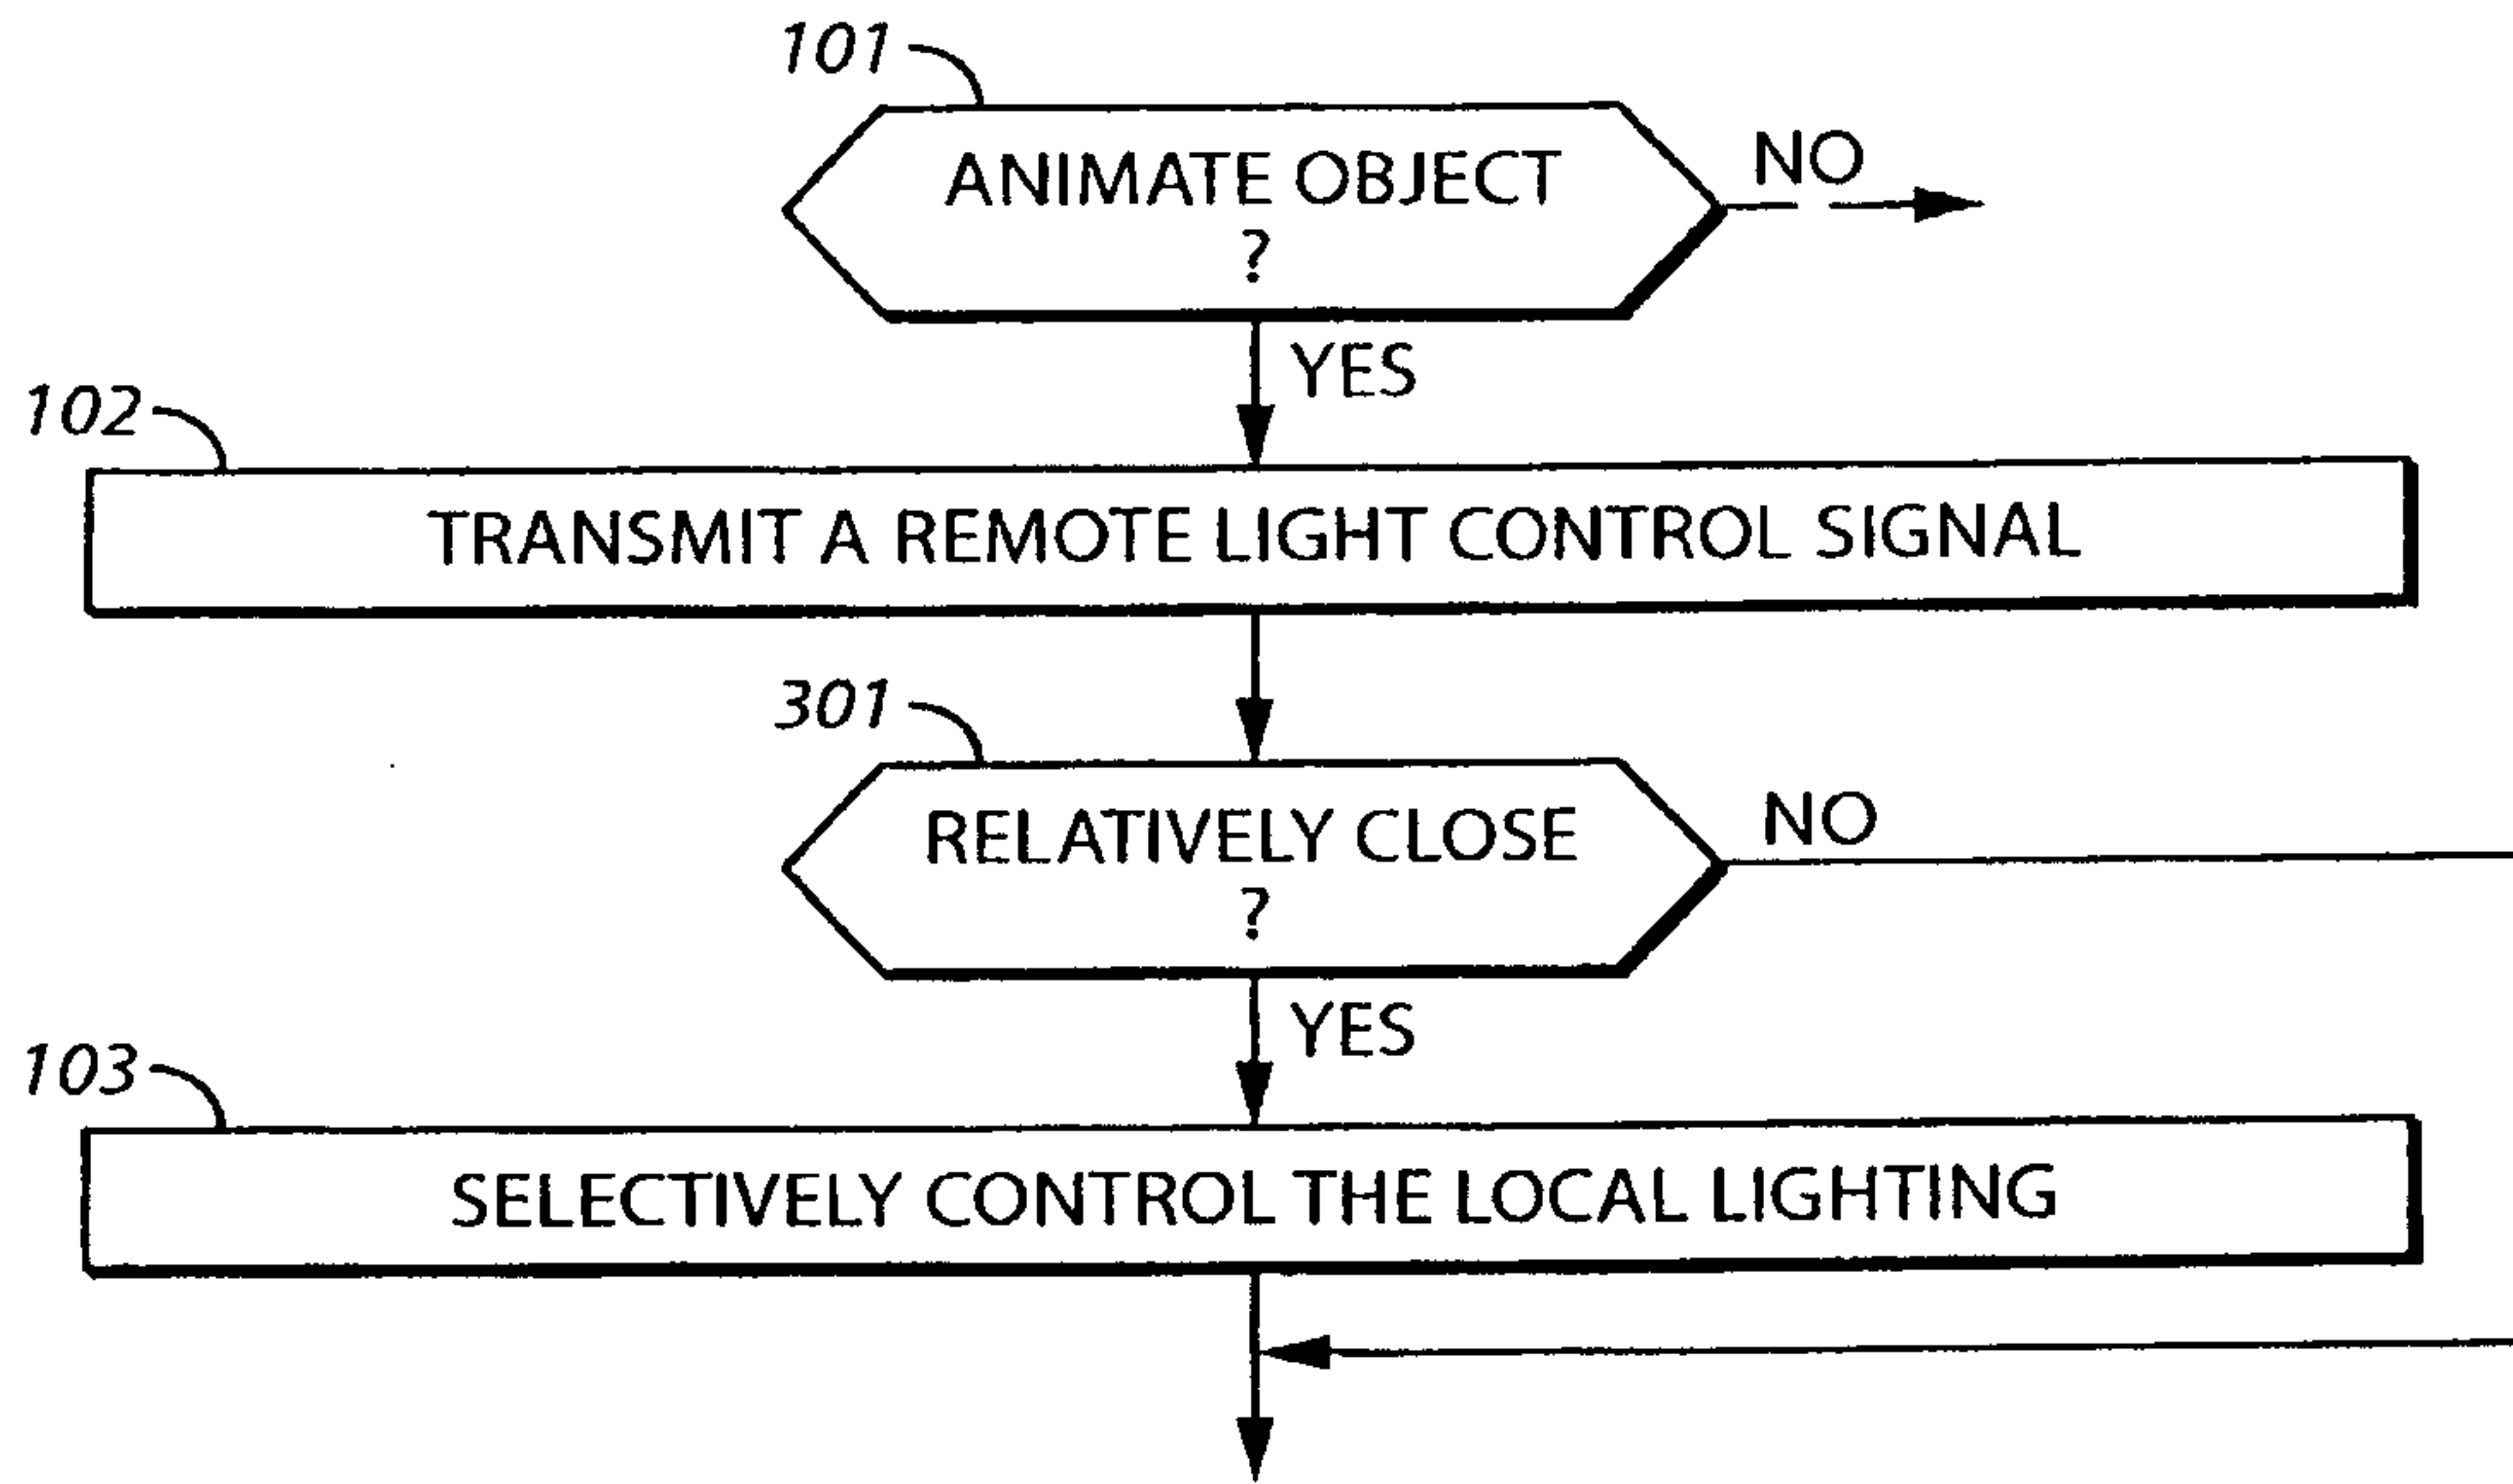 101
ANIMATE OBJECT
?
NO
YES
102
TRANSMIT A REMOTE LIGHT CONTROL SIGNAL
301
RELATIVELY CLOSE
?
NO
YES
103
SELECTIVELY CONTROL THE LOCAL LIGHTING